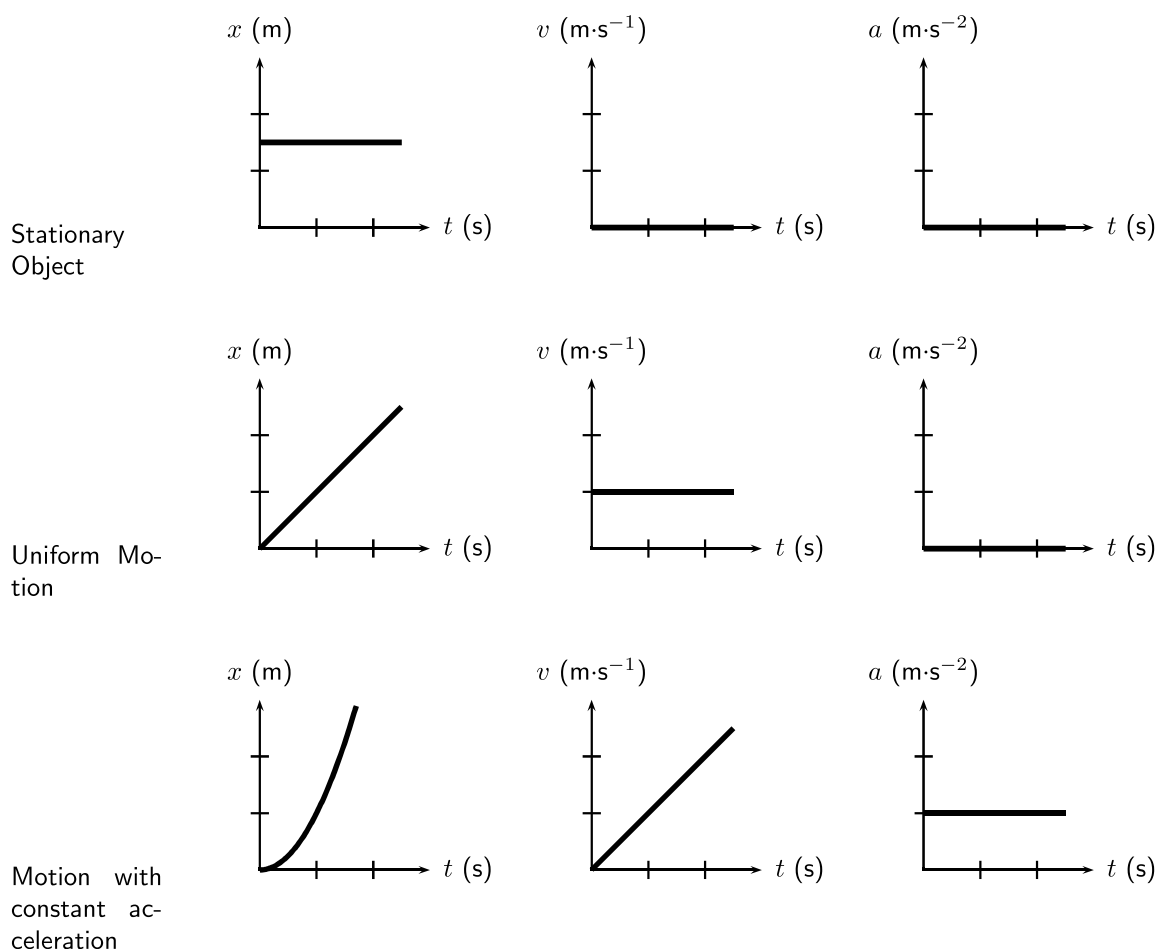 x (m)
v (m·s⁻¹)
a (m·s⁻²)
t (s)
t (s)
t (s)
Stationary
Object
x (m)
v (m·s⁻¹)
a (m·s⁻²)
t (s)
t (s)
t (s)
Uniform Mo-
tion
x (m)
v (m·s⁻¹)
a (m·s⁻²)
t (s)
t (s)
t (s)
Motion with
constant ac-
celeration